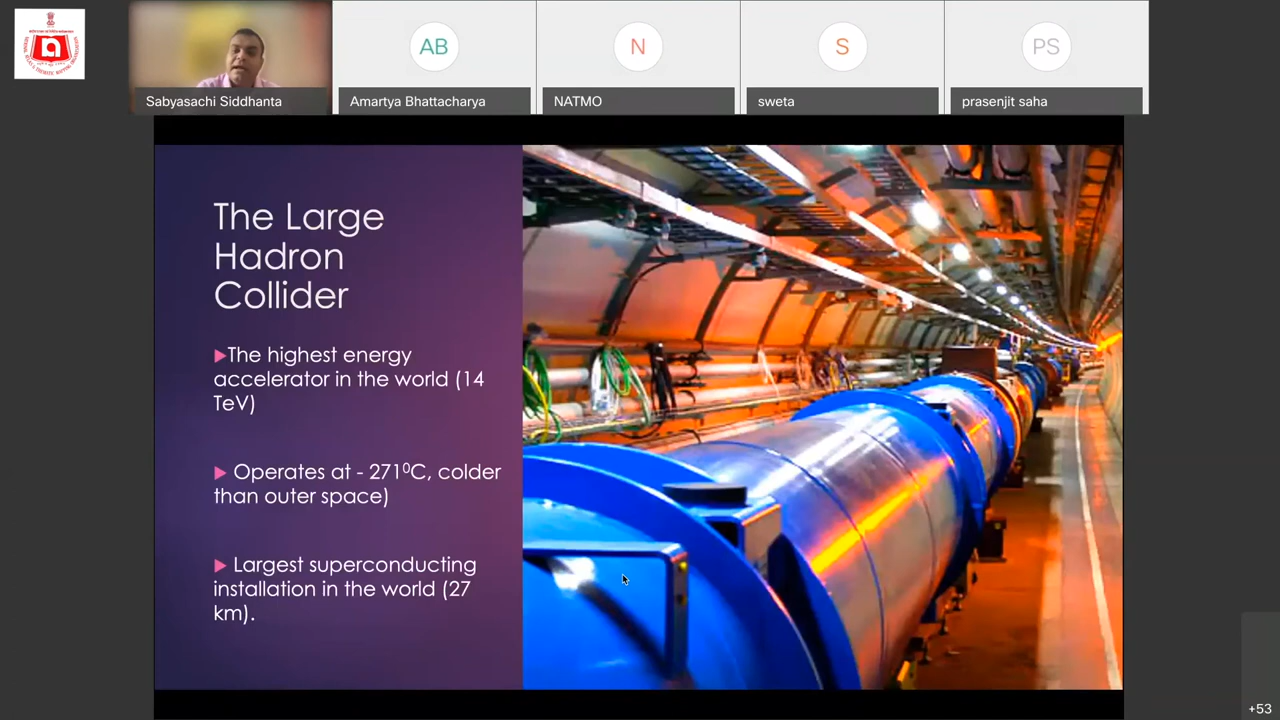 AB
N
S
PS
Sabyasachi Siddhanta
Amartya Bhattacharya
NATMO
sweta
prasenjit saha
The Large
Hadron
Collider
▶The highest energy
accelerator in the world (14
TeV)
▶ Operates at - 271⁰C, colder
than outer space)
▶ Largest superconducting
installation in the world (27
km).
+53